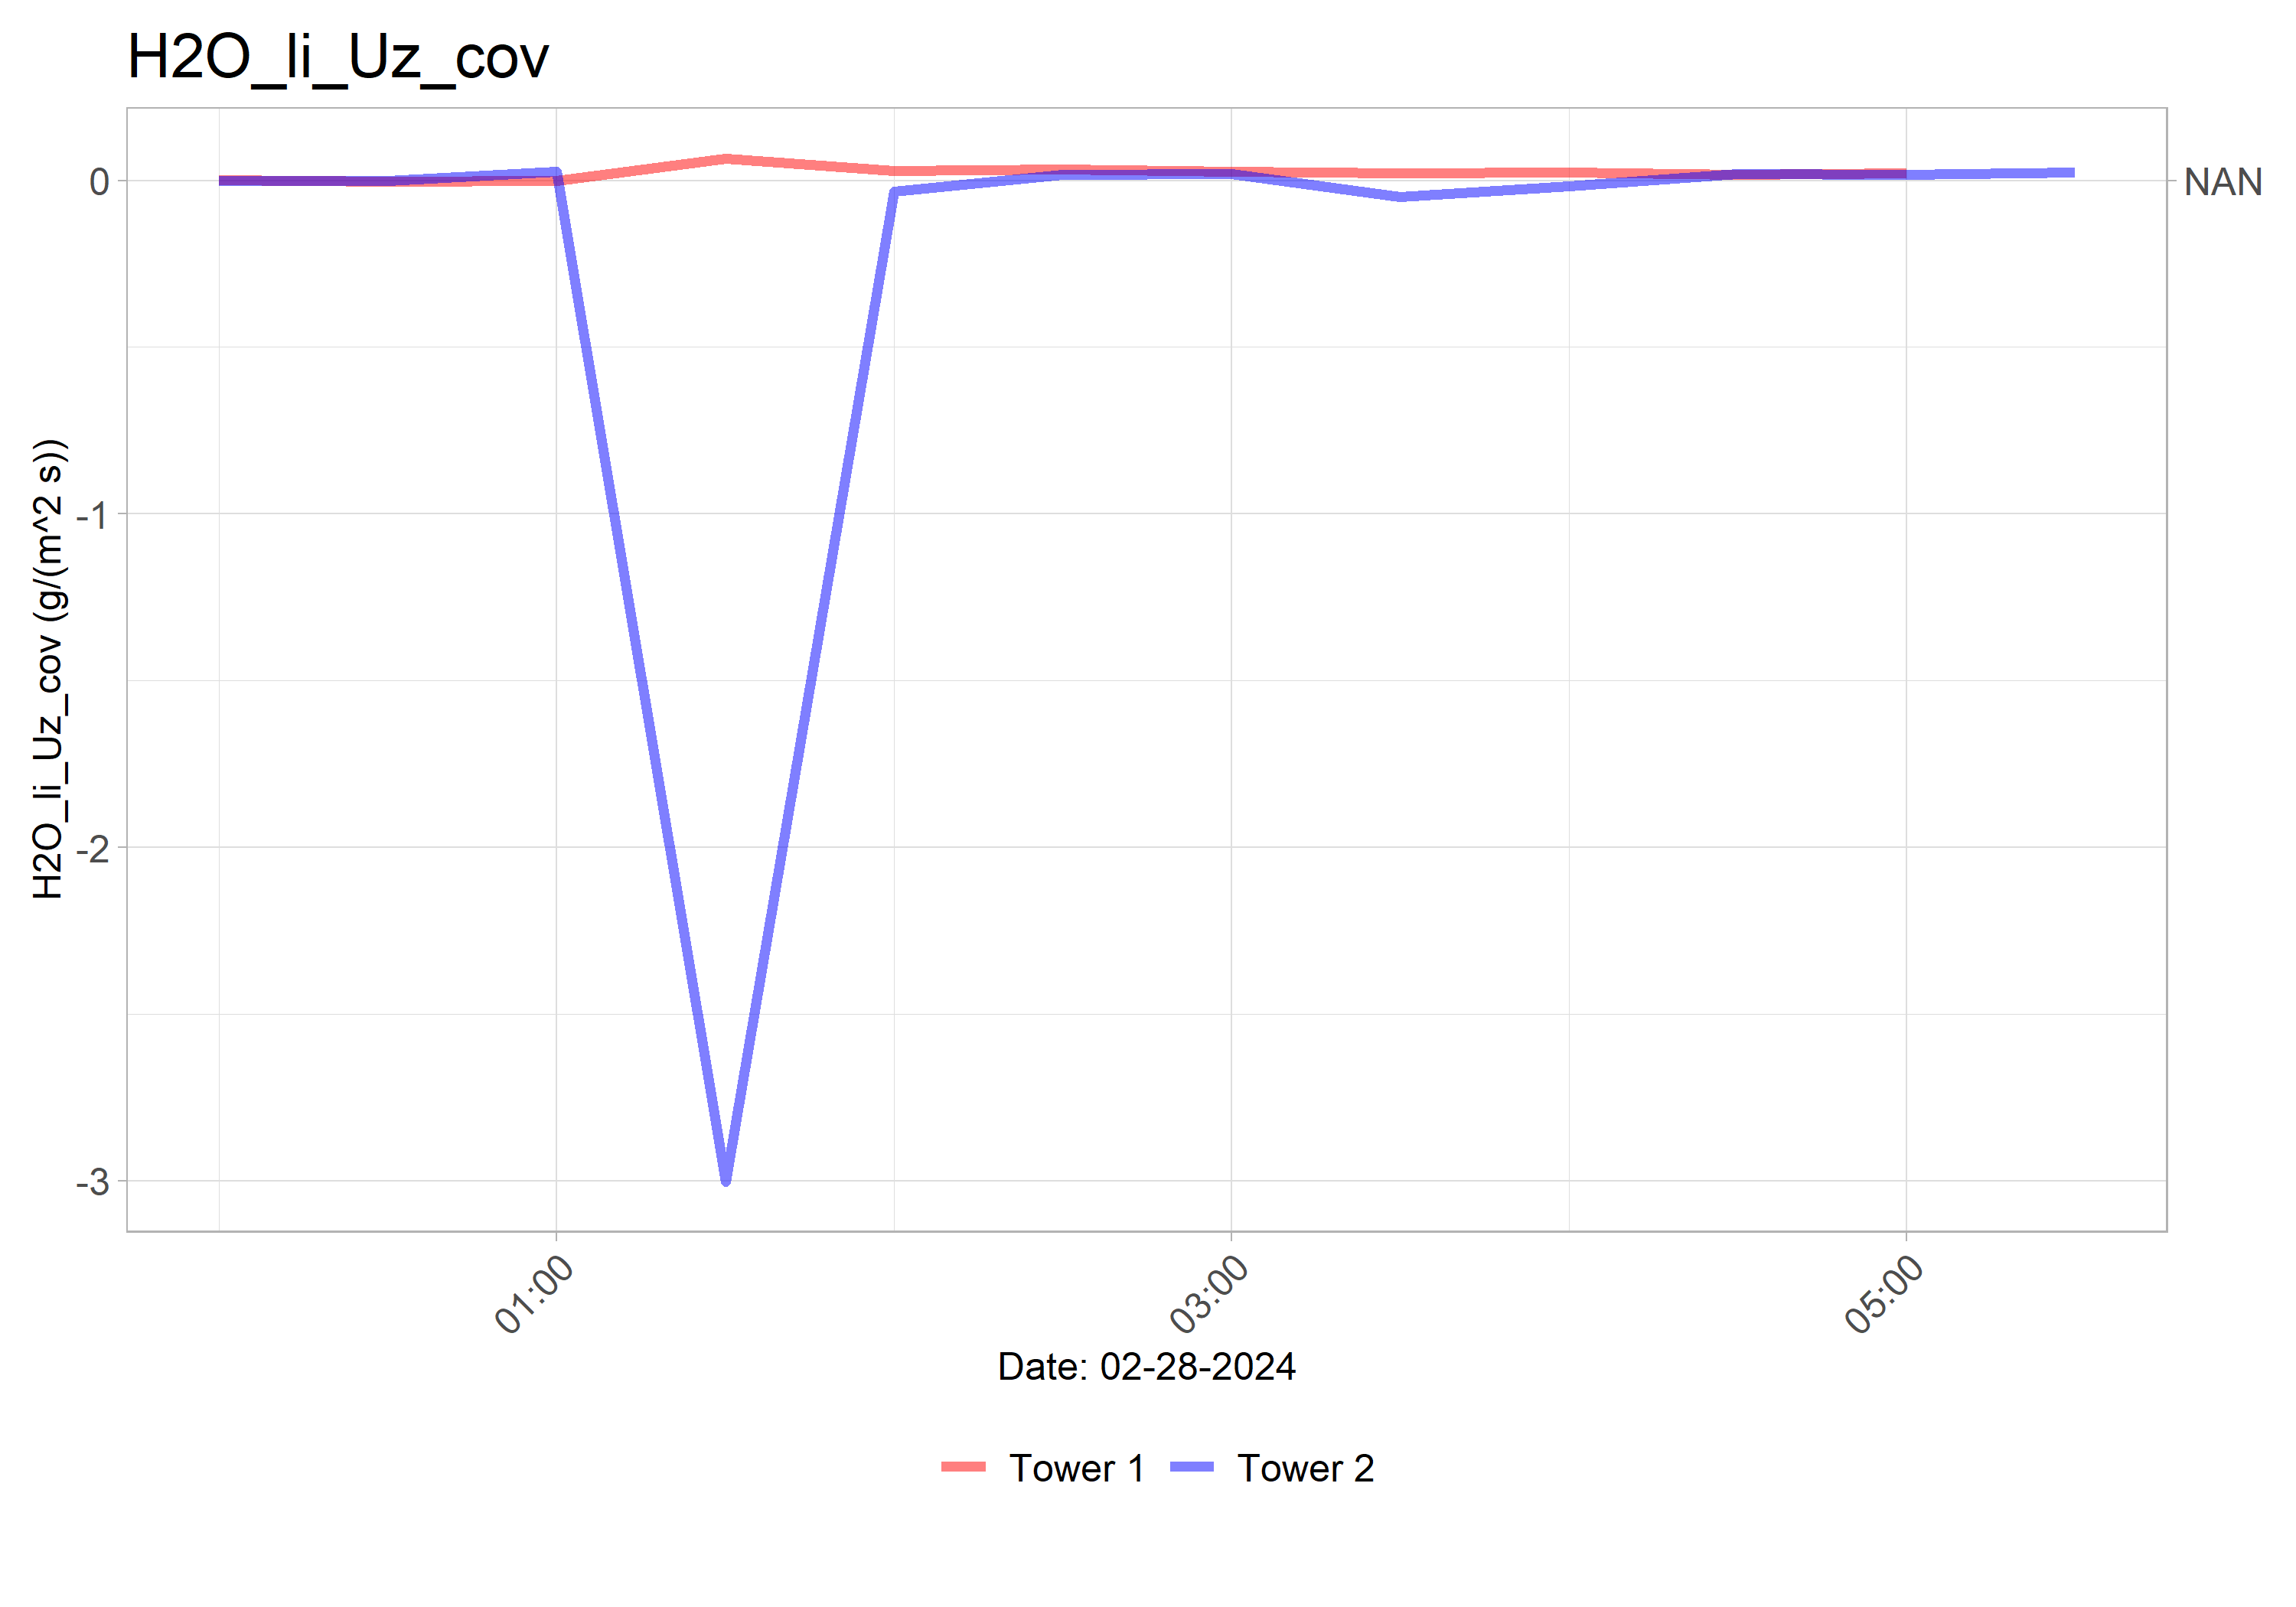 H2O_li_Uz_cov
H2O_li_Uz_cov (g/(m^2 s))
0
-1
-2
-3
NAN
01:00
03:00
05:00
Date: 02-28-2024
Tower 1
Tower 2